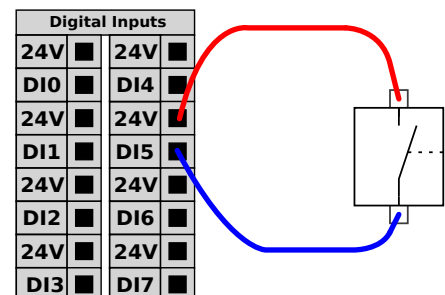 Digital Inputs
24V 24V
DI0 DI4
24V 24V
DI1 DI5
24V 24V
DI2 DI6
24V 24V
DI3 DI7